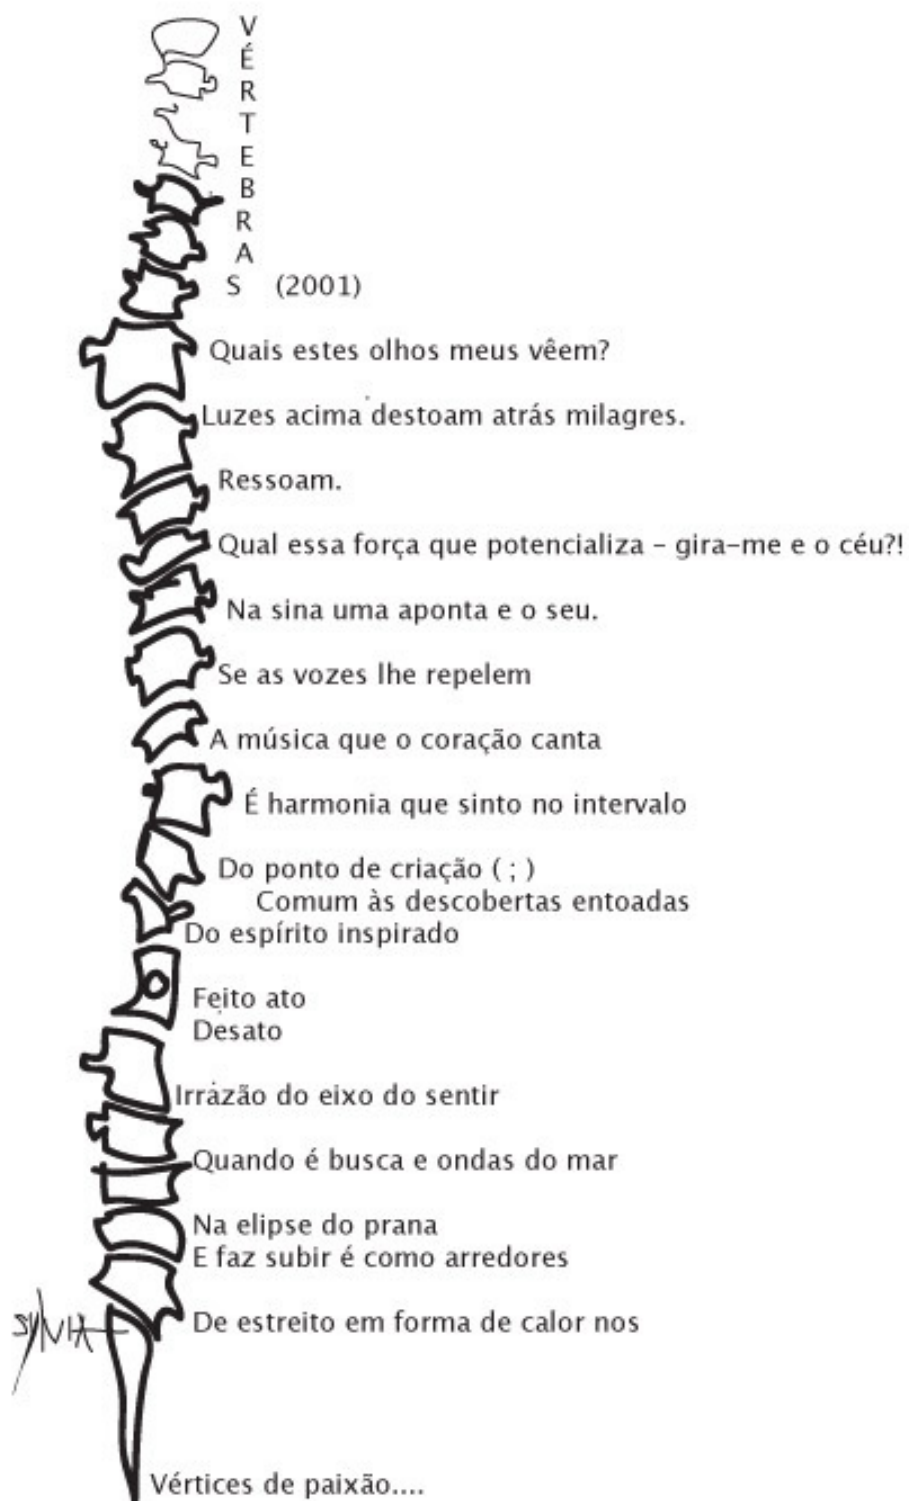 VÉRTEBRAS (2001)
Quais estes olhos meus vêem?
Luzes acima destoam atrás milagres.
Ressoam.
Qual essa força que potencializa – gira-me e o céu?!
Na sina uma aponta e o seu.
Se as vozes lhe repelem
A música que o coração canta
É harmonia que sinto no intervalo
Do ponto de criação ( ; )
Comum às descobertas entoadas
Do espírito inspirado
Feito ato
Desato
Irrazão do eixo do sentir
Quando é busca e ondas do mar
Na elipse do prana
E faz subir é como arredores
De estreito em forma de calor nos
SYLVIA
Vértices de paixão....